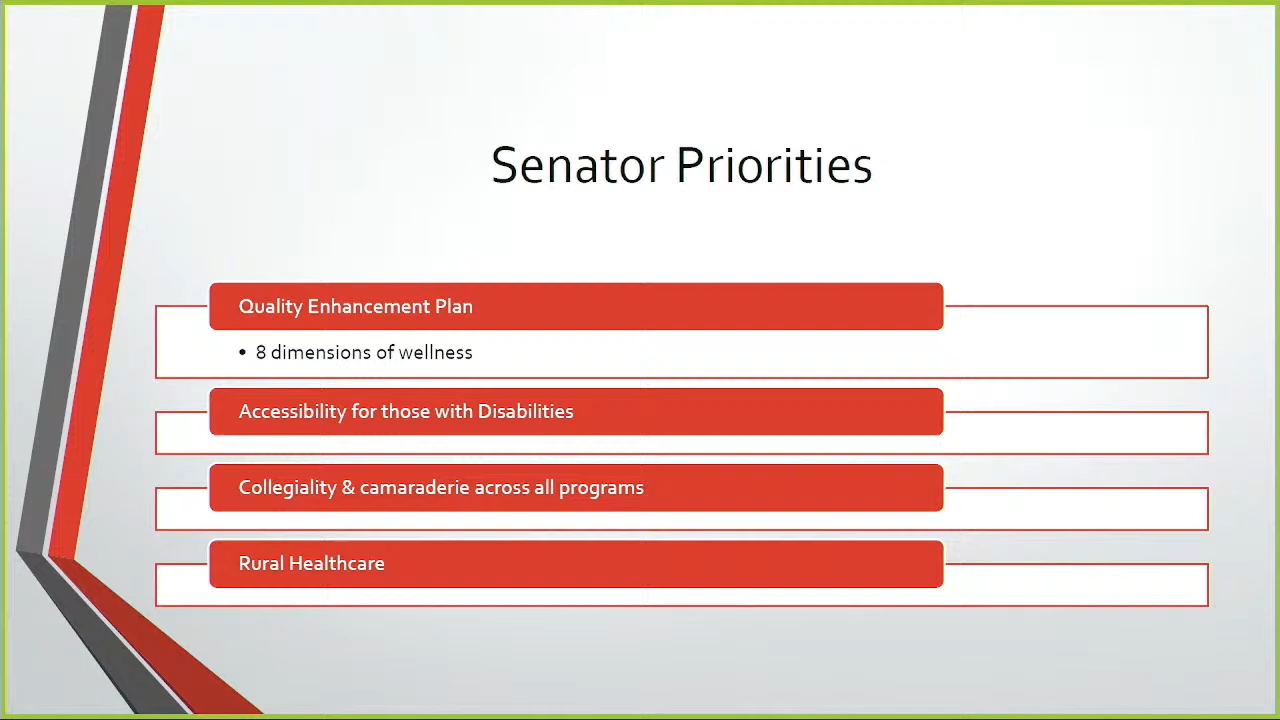 Senator Priorities
Quality Enhancement Plan
• 8 dimensions of wellness
Accessibility for those with Disabilities
Collegiality & camaraderie across all programs
Rural Healthcare